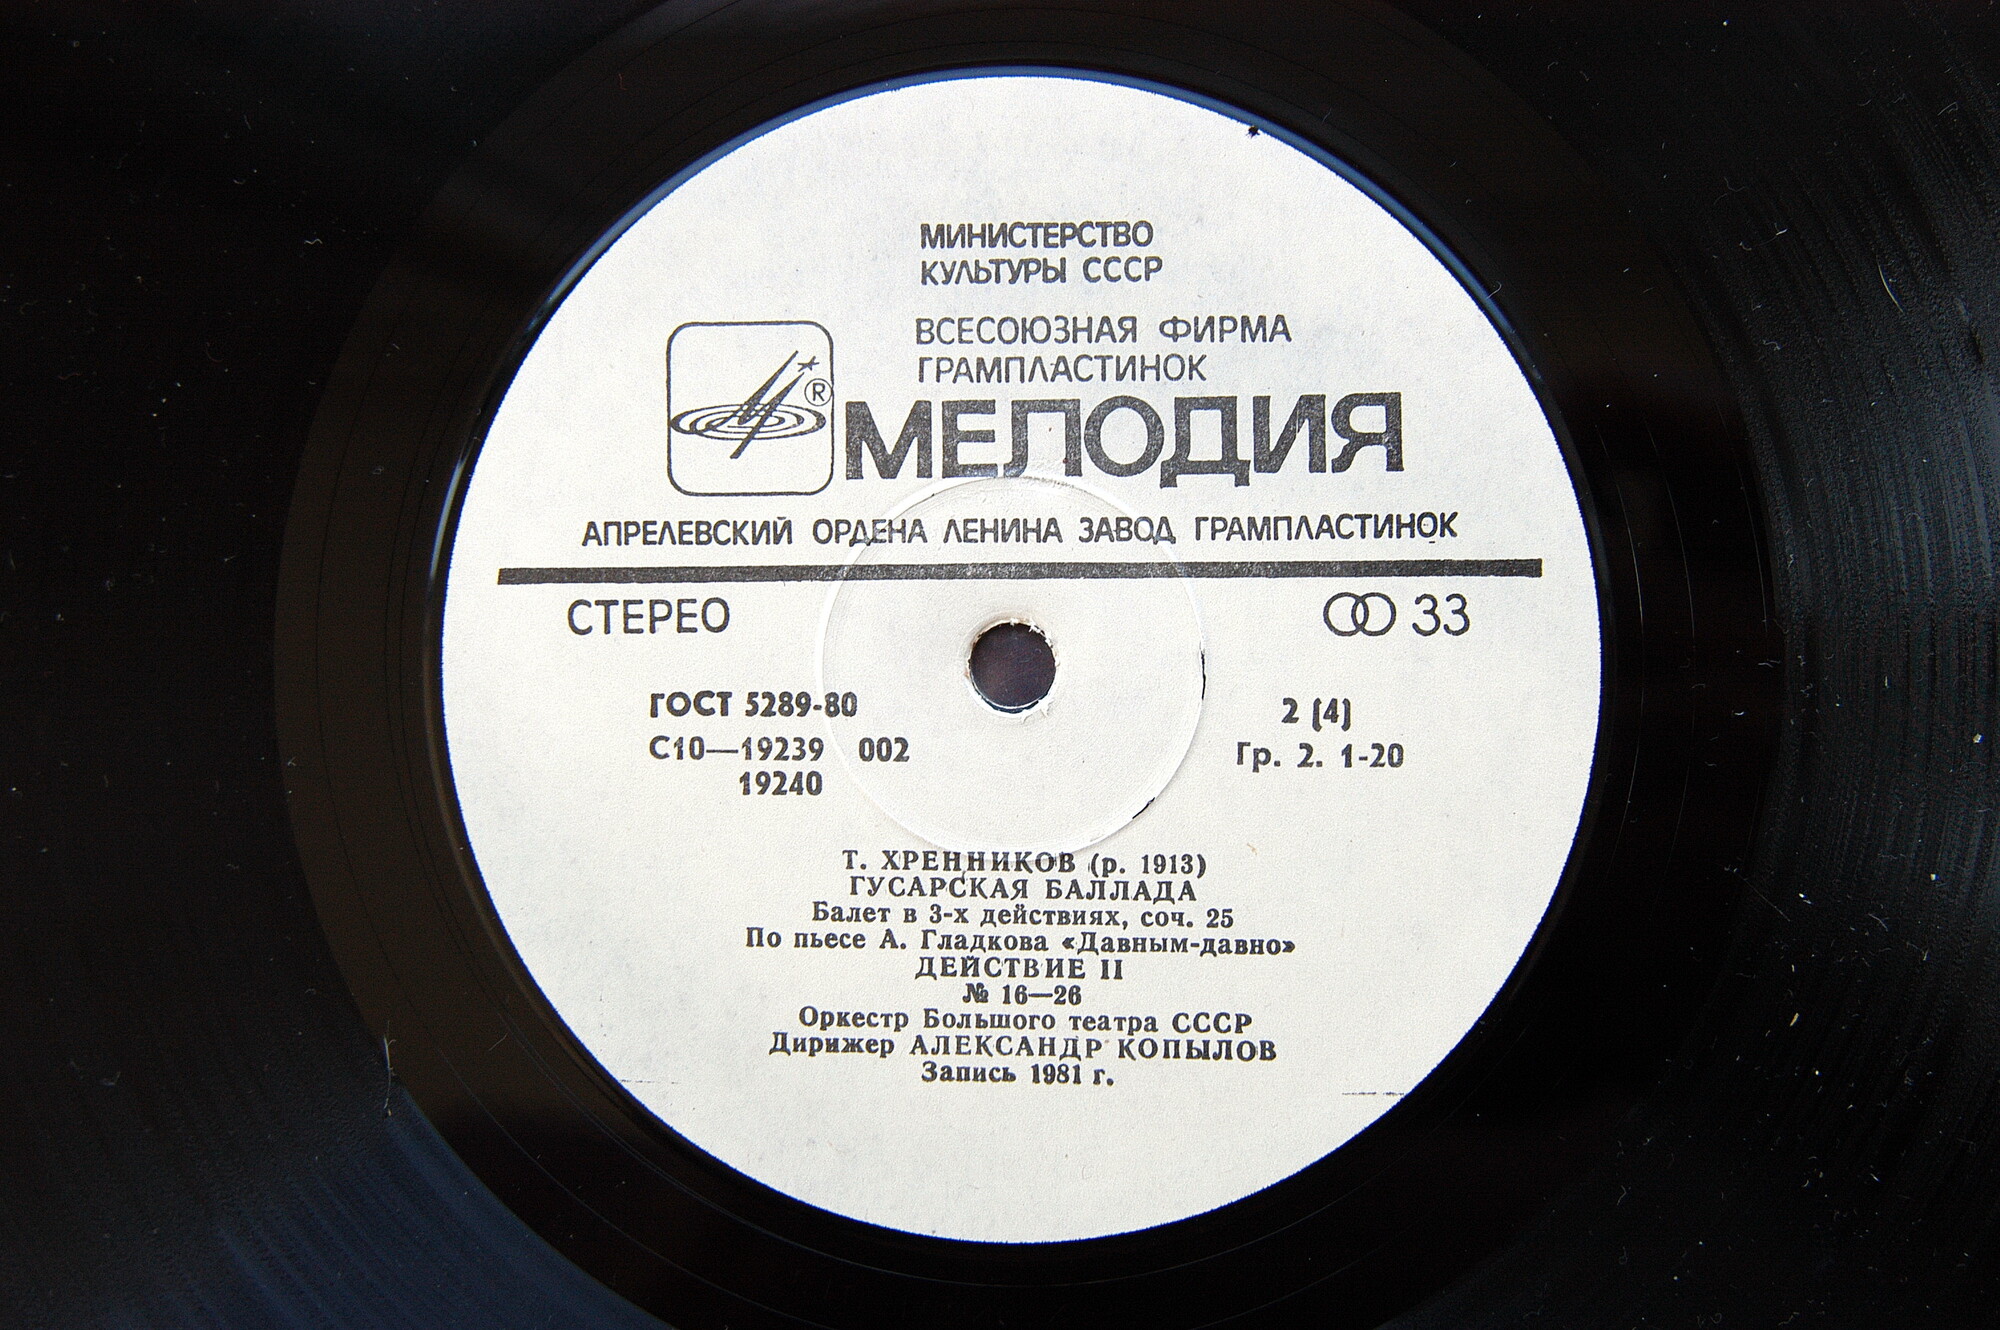 МИНИСТЕРСТВО
КУЛЬТУРЫ СССР
ВСЕСОЮЗНАЯ ФИРМА
ГРАМПЛАСТИНОК
®
МЕЛОДИЯ
АПРЕЛЕВСКИЙ ОРДЕНА ЛЕНИНА ЗАВОД ГРАМПЛАСТИНОК
СТЕРЕО
33
ГОСТ 5289-80
2 (4)
С10—19239 002
Гр. 2. 1-20
19240
Т. ХРЕННИКОВ (р. 1913)
ГУСАРСКАЯ БАЛЛАДА
Балет в 3-х действиях, соч. 25
По пьесе А. Гладкова «Давным-давно»
ДЕЙСТВИЕ II
№ 16—26
Оркестр Большого театра СССР
Дирижер АЛЕКСАНДР КОПЫЛОВ
Запись 1981 г.